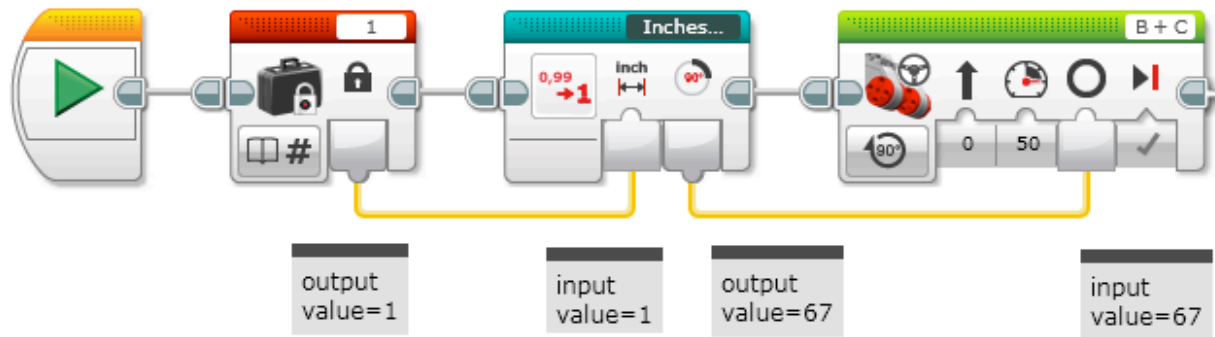 1
Inches...
B + C
0,99
1
inch
90°
#
90°
0
50
output
value=1
input
value=1
output
value=67
input
value=67